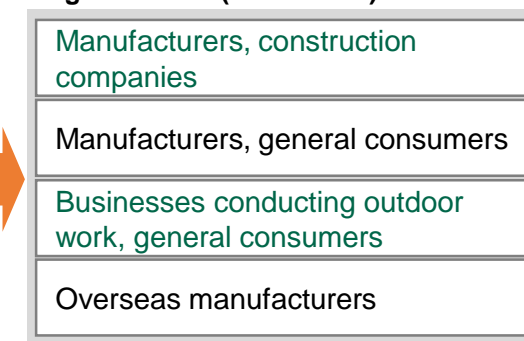 Manufacturers, construction
companies
Manufacturers, general consumers
Businesses conducting outdoor
work, general consumers
Overseas manufacturers